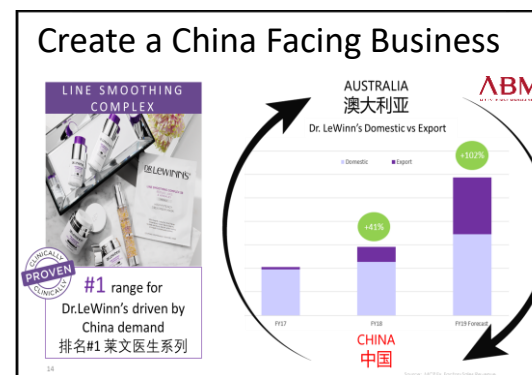 Create a China Facing Business
LINE SMOOTHING
COMPLEX
DR.LEWINN'S
CLINICALLY
PROVEN
CLINICALLY
#1 range for
Dr.LeWinn's driven by
China demand
排名#1 莱文医生系列
14
AUSTRALIA
澳大利亚
ABM
Dr. LeWinn's Domestic vs Export
Domestic
Export
+102%
+41%
FY17
FY18
FY19 Forecast
CHINA
中国